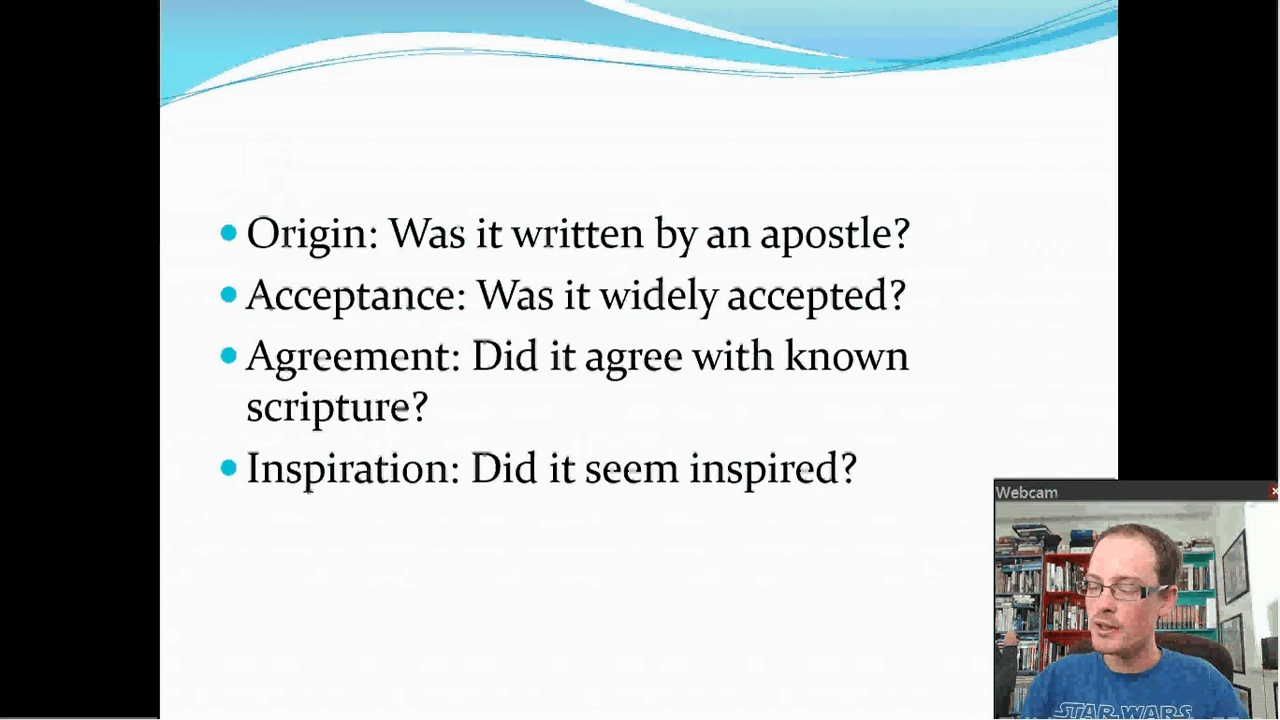 Origin: Was it written by an apostle?
Acceptance: Was it widely accepted?
Agreement: Did it agree with known
scripture?
Inspiration: Did it seem inspired?
Webcam
STAR WARS